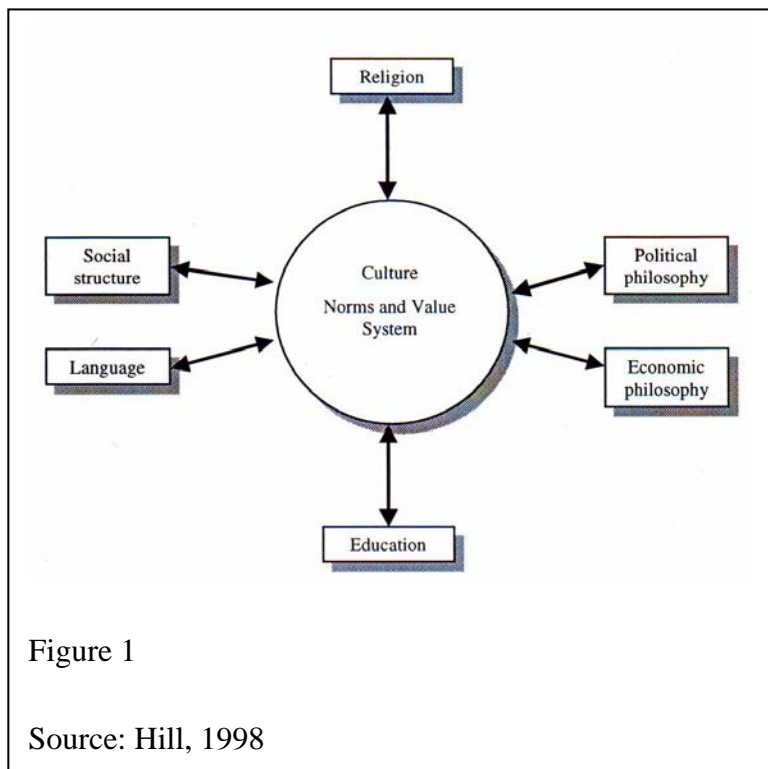 Religion
Social
structure
Political
philosophy
Culture
Norms and Value
System
Language
Economic
philosophy
Education
Figure 1
Source: Hill, 1998